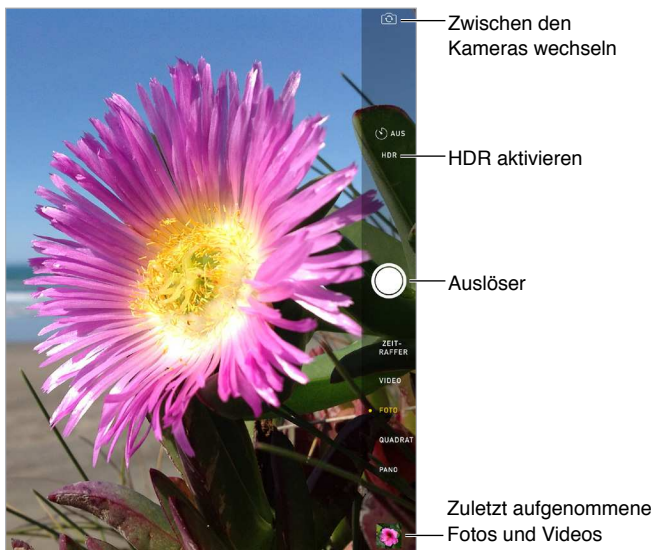 Zwischen den
Kameras wechseln
AUS
HDR
HDR aktivieren
Auslöser
ZEIT-
RAFFER
VIDEO
FOTO
QUADRAT
PANO
Zuletzt aufgenommene
Fotos und Videos